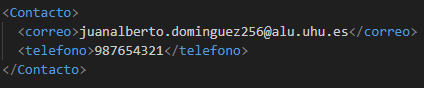 <Contacto>
<correo>juanalberto.dominguez256@alu.uhu.es</correo>
<telefono>987654321</telefono>
</Contacto>